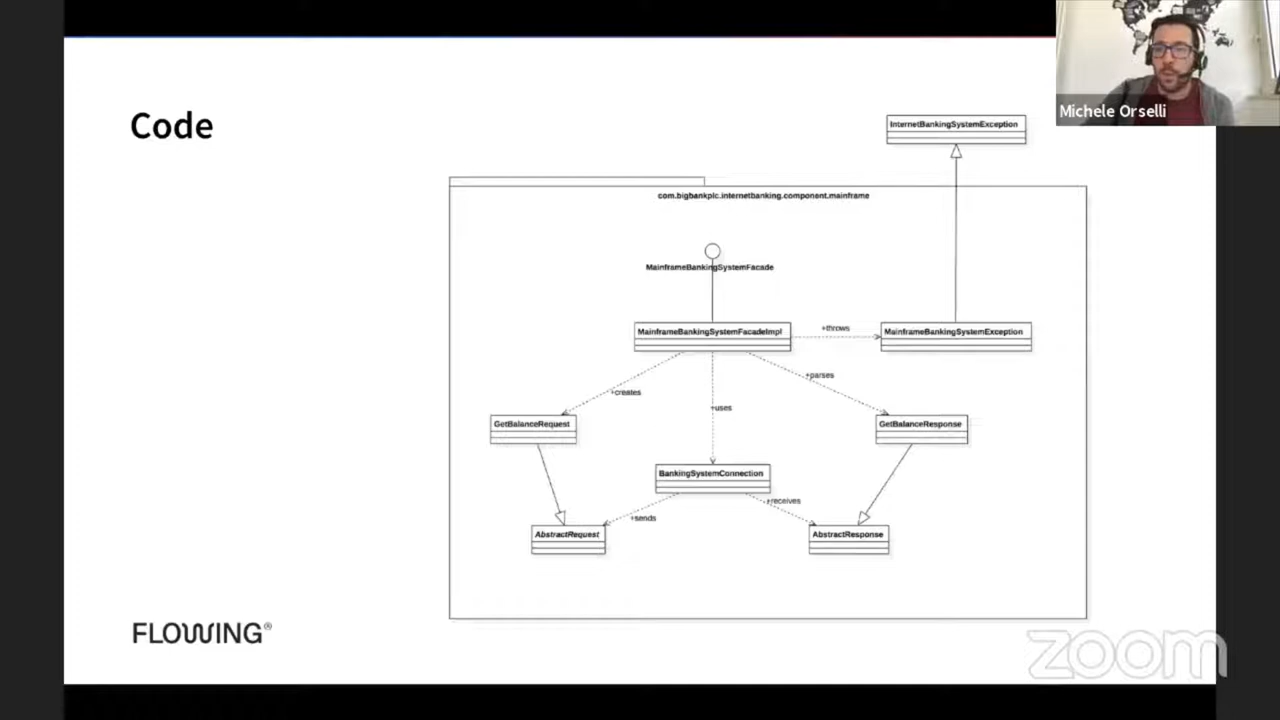 Michele Orselli
Code
InternetBankingSystemException
com.bigbankplc.internetbanking.component.mainframe
MainframeBankingSystemFacade
MainframeBankingSystemFacadeImpl
+throws
MainframeBankingSystemException
+creates
+uses
+parses
GetBalanceRequest
GetBalanceResponse
BankingSystemConnection
+sends
+receives
AbstractRequest
AbstractResponse
FLOWING®
zoom